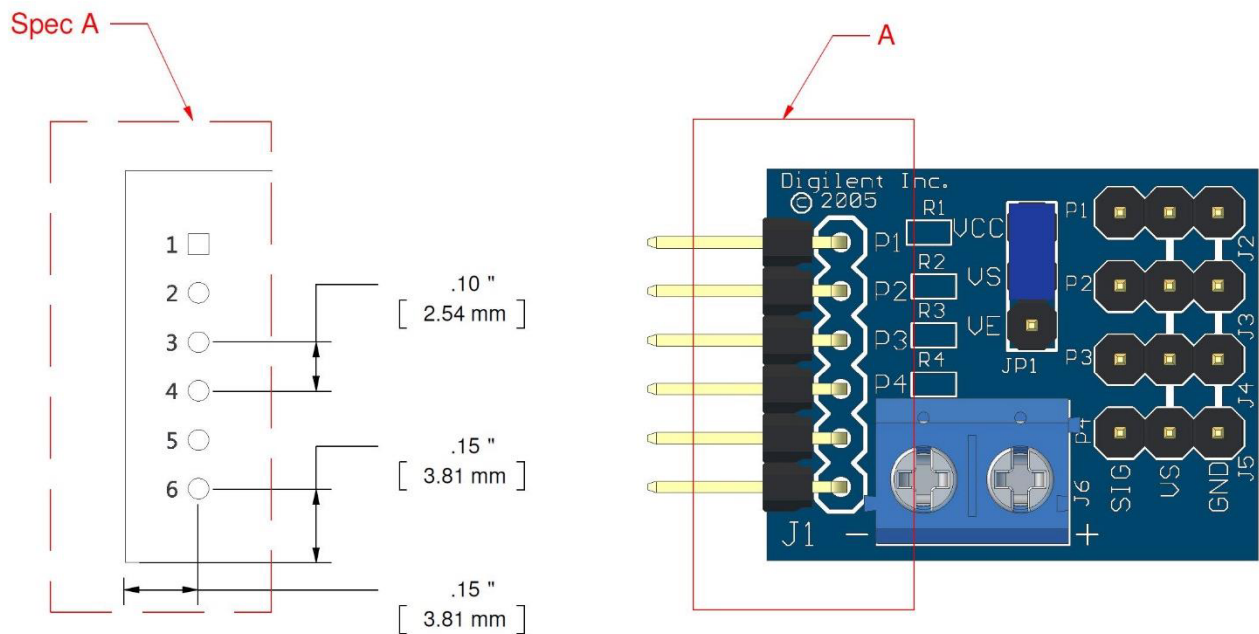 Spec A
1
2
3
4
5
6
.10 "
[ 2.54 mm ]
.15 "
[ 3.81 mm ]
.15 "
[ 3.81 mm ]
A
Digilent Inc.
© 2005
P1
P2
P3
P4
R1
R2
R3
R4
VCC
VS
VE
JP1
P1
P2
P3
P4
J2
J3
J4
J5
SIG
VS
GND
J1
-
+
J6